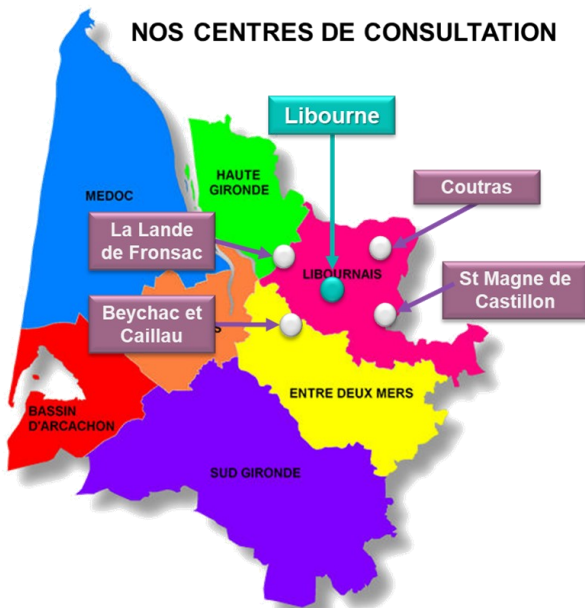 NOS CENTRES DE CONSULTATION
Libourne
HAUTE
GIRONDE
Coutras
MEDOC
La Lande
de Fronsac
LIBOURNAIS
St Magne de
Castillon
Beychac et
Caillau
ENTRE DEUX MERS
BASSIN
D'ARCACHON
SUD GIRONDE